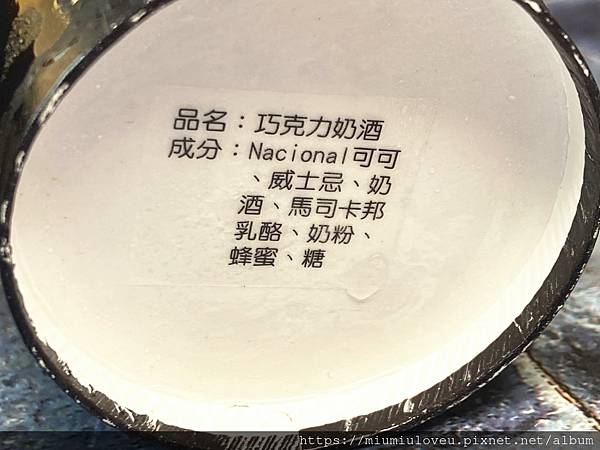 品名：巧克力奶酒
成分：Nacional可可
、威士忌、奶
酒、馬司卡邦
乳酪、奶粉、
蜂蜜、糖
https://miumiuloveu.pixnet.net/album